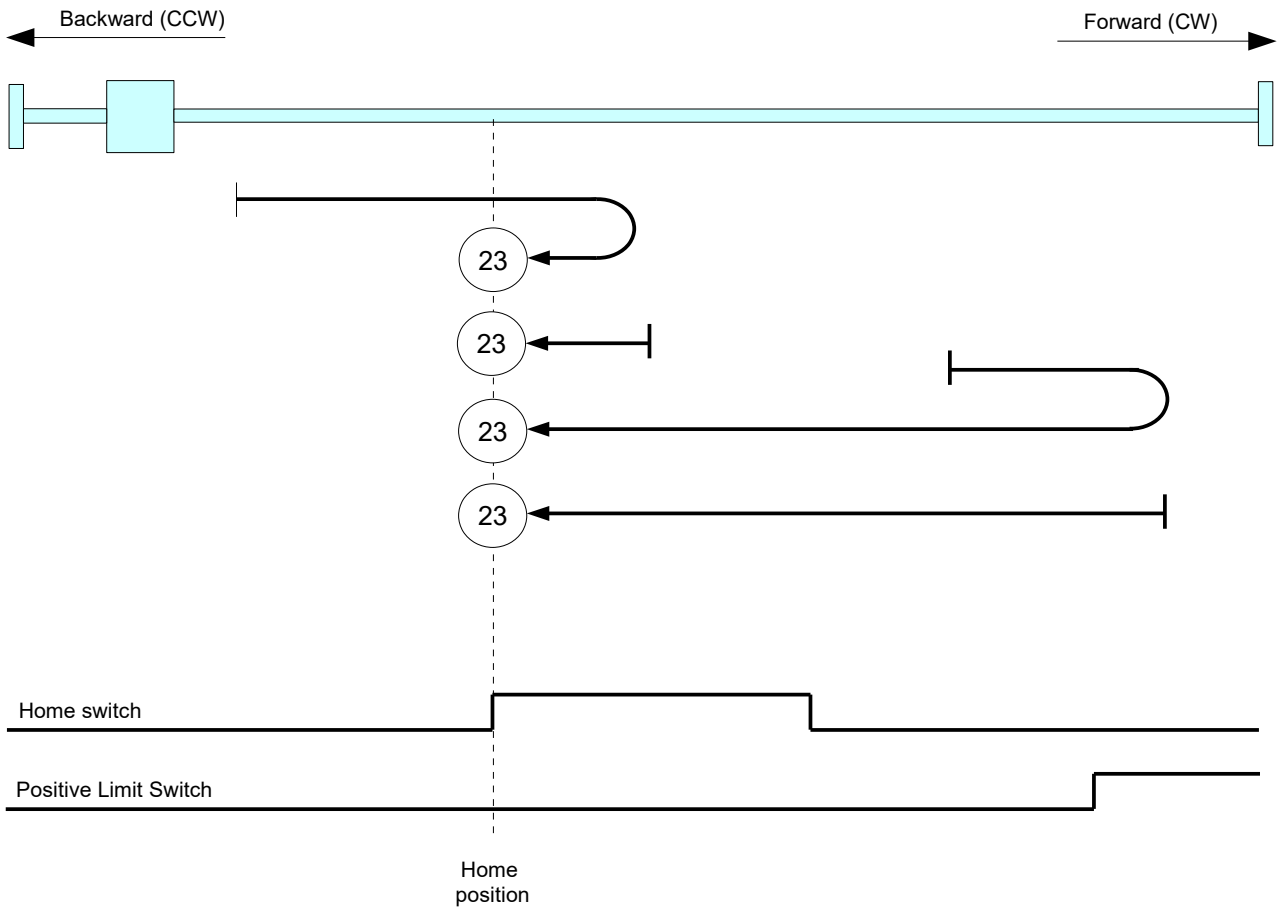 Backward (CCW)
Forward (CW)
23
23
23
23
Home switch
Positive Limit Switch
Home
position